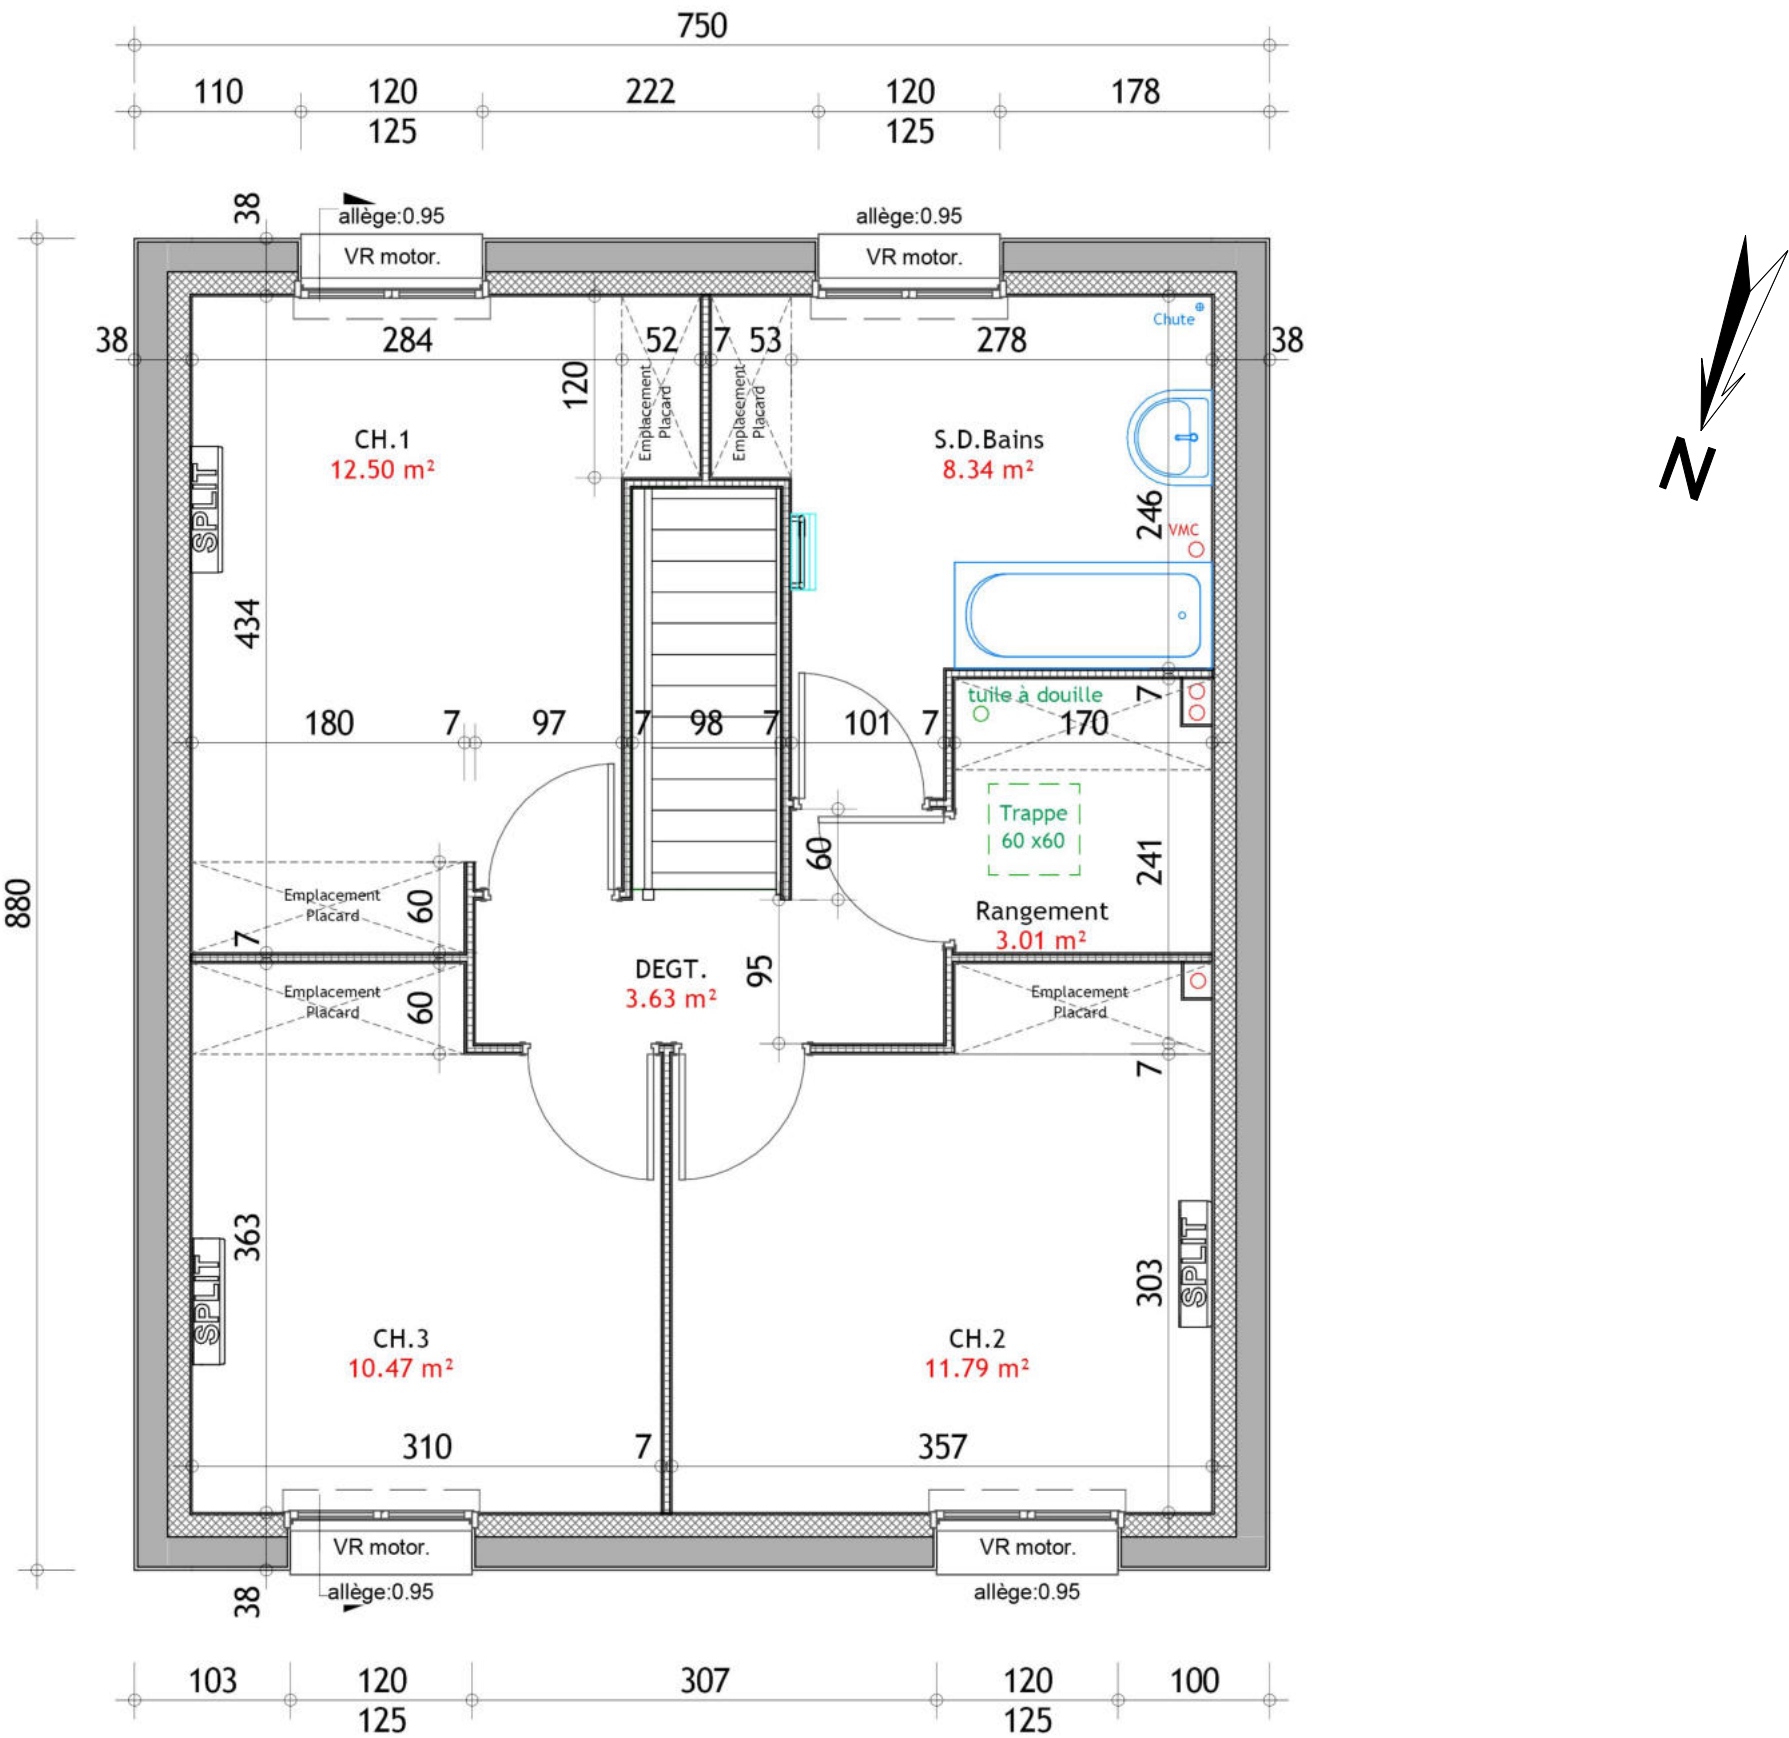 750
110 120 222 120 178
125 125
38
allège:0.95 allège:0.95
VR motor. VR motor.
Chute
38 284 52 7 53 278 38
120
Emplacement
Placard
Emplacement
Placard
CH.1
12.50 m²
S.D.Bains
8.34 m²
SPLIT
246
VMC
434
tuile à douille
7
180 7 97 7 98 7 101 7 170
Trappe
60 x60
60
241
880
Emplacement
Placard
60
7
Rangement
3.01 m²
DEGT.
3.63 m²
95
Emplacement
Placard
60
Emplacement
Placard
7
363
SPLIT
303
SPLIT
CH.3
10.47 m²
CH.2
11.79 m²
310 7 357
VR motor. VR motor.
allège:0.95 allège:0.95
38
103 120 307 120 100
125 125
N